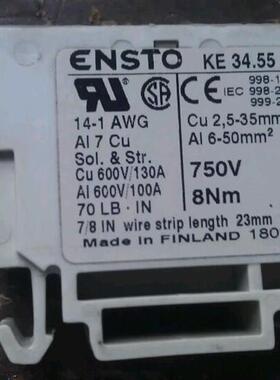 ENSTO KE 34.55
998-1
IEC 998-2
999-2
14-1 AWG
Al 7 Cu
Sol. & Str.
Cu 600V/130A
Al 600V/100A
70 LB · IN
Cu 2,5-35mm
Al 6-50mm²
750V
8Nm
7/8 IN wire strip length 23mm
Made in FINLAND 180